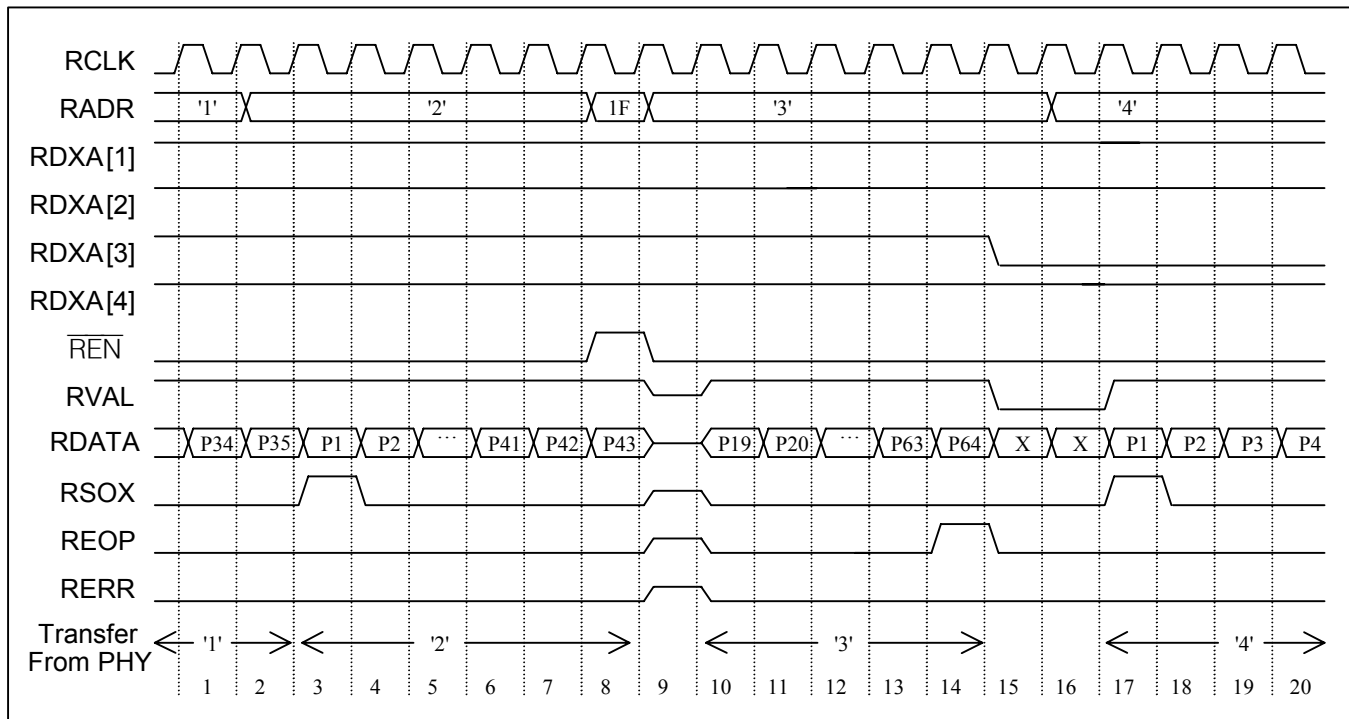 RCLK
RADR '1' '2' 1F '3' '4'
RDXA[1]
RDXA[2]
RDXA[3]
RDXA[4]
REN
RVAL
RDATA P34 P35 P1 P2 ... P41 P42 P43 P19 P20 ... P63 P64 X X P1 P2 P3 P4
RSOX
REOP
RERR
Transfer
From PHY '1' '2' '3' '4'
1 2 3 4 5 6 7 8 9 10 11 12 13 14 15 16 17 18 19 20